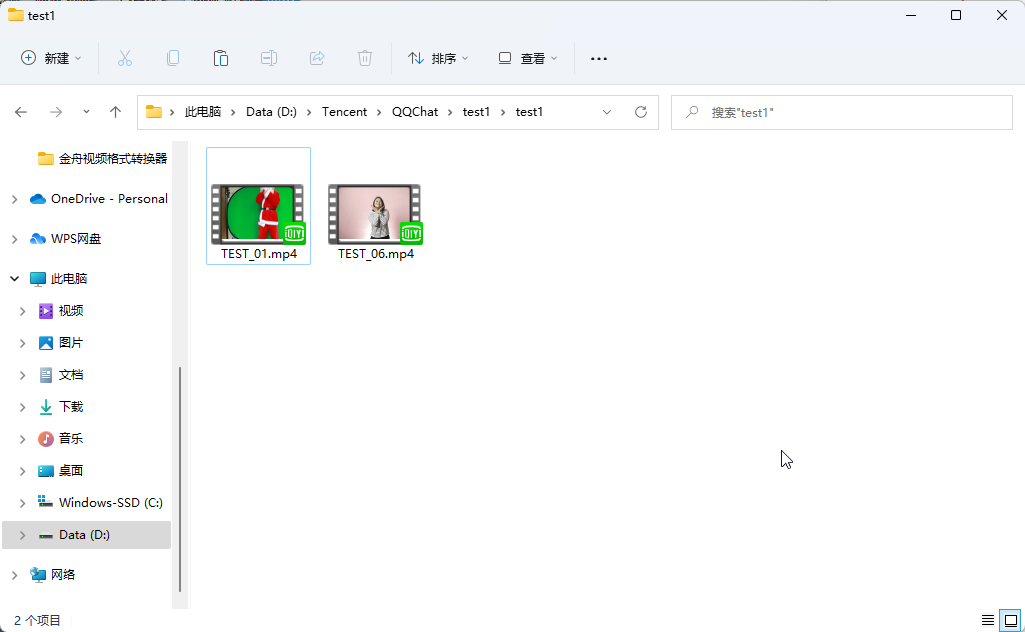 test1
新建
排序
查看
此电脑 Data (D:) Tencent QQChat test1 test1
搜索"test1"
金舟视频格式转换器
OneDrive - Personal
WPS网盘
此电脑
视频
图片
文档
下载
音乐
桌面
Windows-SSD (C:)
Data (D:)
网络
QIYI
TEST_01.mp4
QIYI
TEST_06.mp4
2 个项目